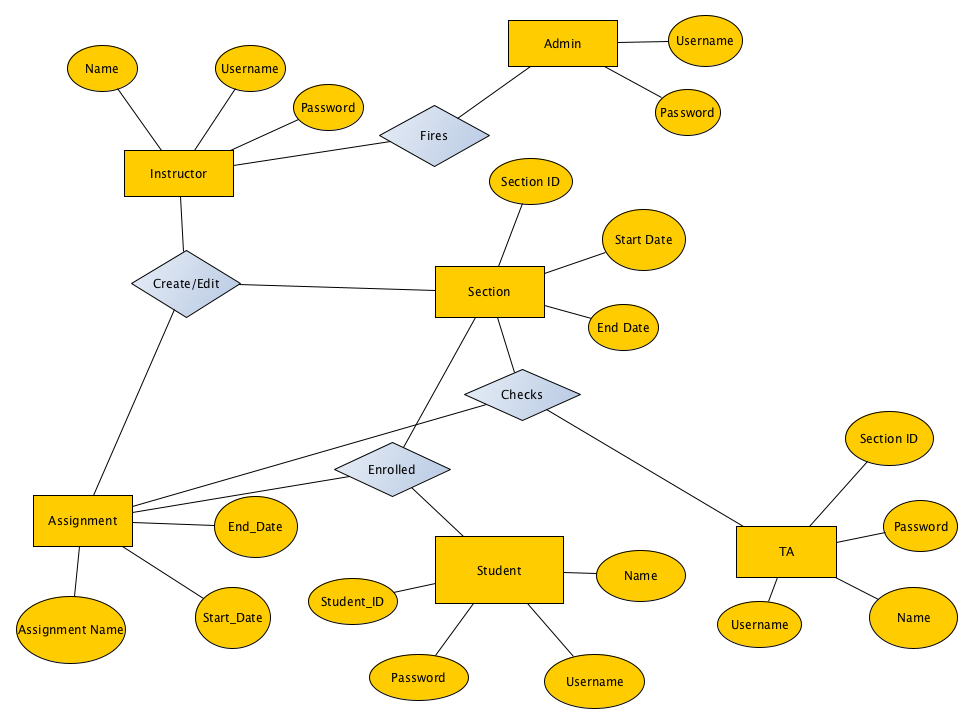 Admin
Username
Name
Username
Password
Password
Fires
Instructor
Section ID
Start Date
Create/Edit
Section
End Date
Checks
Section ID
Enrolled
Assignment
End_Date
Password
TA
Student
Name
Student_ID
Start_Date
Name
Username
Assignment Name
Password
Username